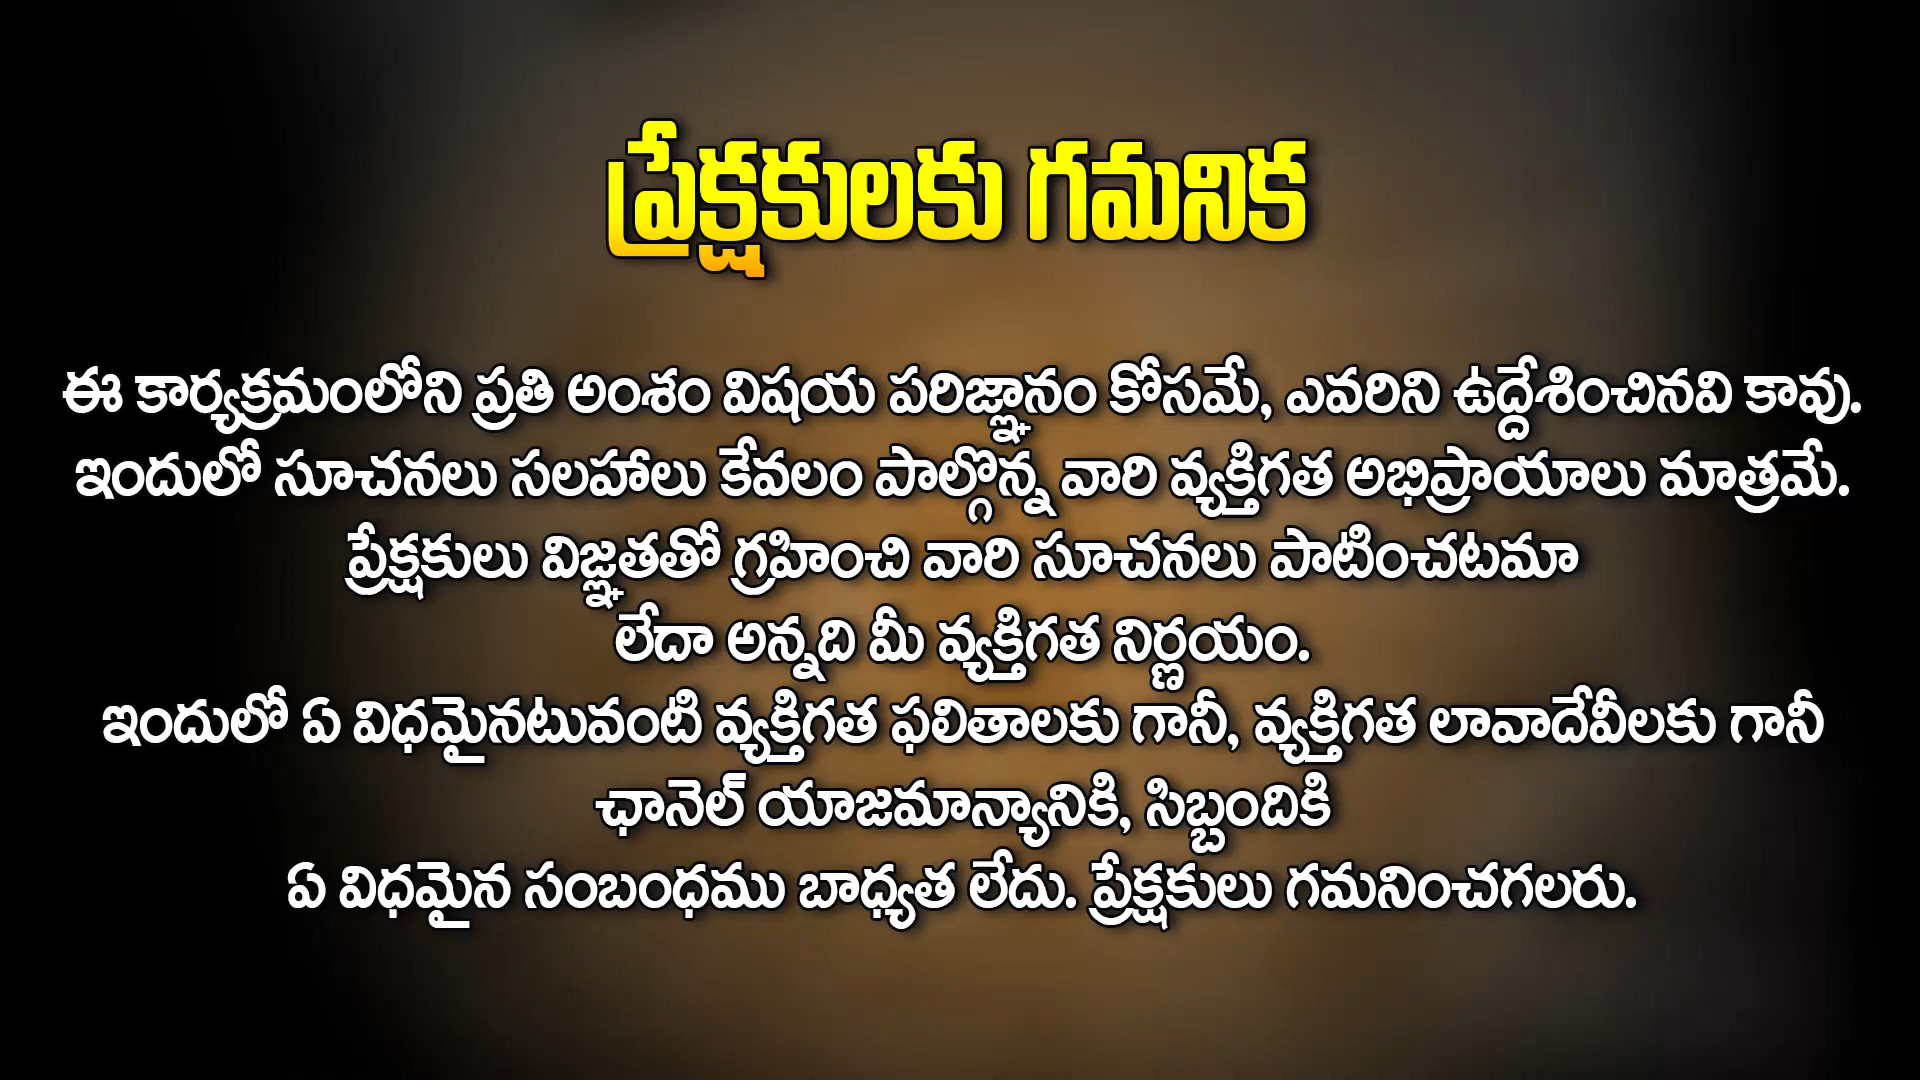 ప్రేక్షకులకు గమనిక
ఈ కార్యక్రమంలోని ప్రతి అంశం విషయ పరిజ్ఞానం కోసమే, ఎవరిని ఉద్దేశించినవి కావు.
ఇందులో సూచనలు సలహాలు కేవలం పాల్గొన్న వారి వ్యక్తిగత అభిప్రాయాలు మాత్రమే.
ప్రేక్షకులు విజ్ఞతతో గ్రహించి వారి సూచనలు పాటించటమా
లేదా అన్నది మీ వ్యక్తిగత నిర్ణయం.
ఇందులో ఏ విధమైనటువంటి వ్యక్తిగత ఫలితాలకు గానీ, వ్యక్తిగత లావాదేవీలకు గానీ
ఛానెల్ యాజమాన్యానికి, సిబ్బందికి
ఏ విధమైన సంబంధము బాధ్యత లేదు. ప్రేక్షకులు గమనించగలరు.